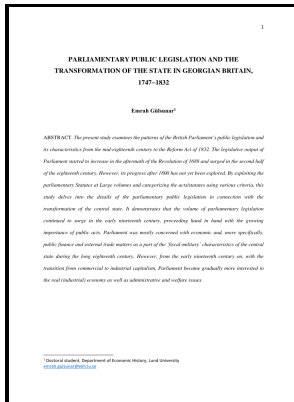 1
PARLIAMENTARY PUBLIC LEGISLATION AND THE
TRANSFORMATION OF THE STATE IN GEORGIAN BRITAIN,
1747–1832
Emrah Gülsunar¹
ABSTRACT. The present study examines the patterns of the British Parliament's public legislation and
its characteristics from the mid-eighteenth century to the Reform Act of 1832. The legislative output of
Parliament started to increase in the aftermath of the Revolution of 1688 and surged in the second half
of the eighteenth century. However, its progress after 1800 has not yet been explored. By exploiting the
parliamentary Statutes at Large volumes and categorizing the acts/statutes using various criteria, this
study delves into the details of the parliamentary public legislation in connection with the
transformation of the central state. It demonstrates that the volume of parliamentary legislation
continued to surge in the early nineteenth century, proceeding hand in hand with the growing
importance of public acts. Parliament was mostly concerned with economic and, more specifically,
public finance and external trade matters as a part of the 'fiscal-military' characteristics of the central
state during the long eighteenth century. However, from the early nineteenth century on, with the
transition from commercial to industrial capitalism, Parliament became gradually more interested in
the real (industrial) economy as well as administrative and welfare issues.
¹ Doctoral student, Department of Economic History, Lund University
emrah.gulsunar@ekh.lu.se